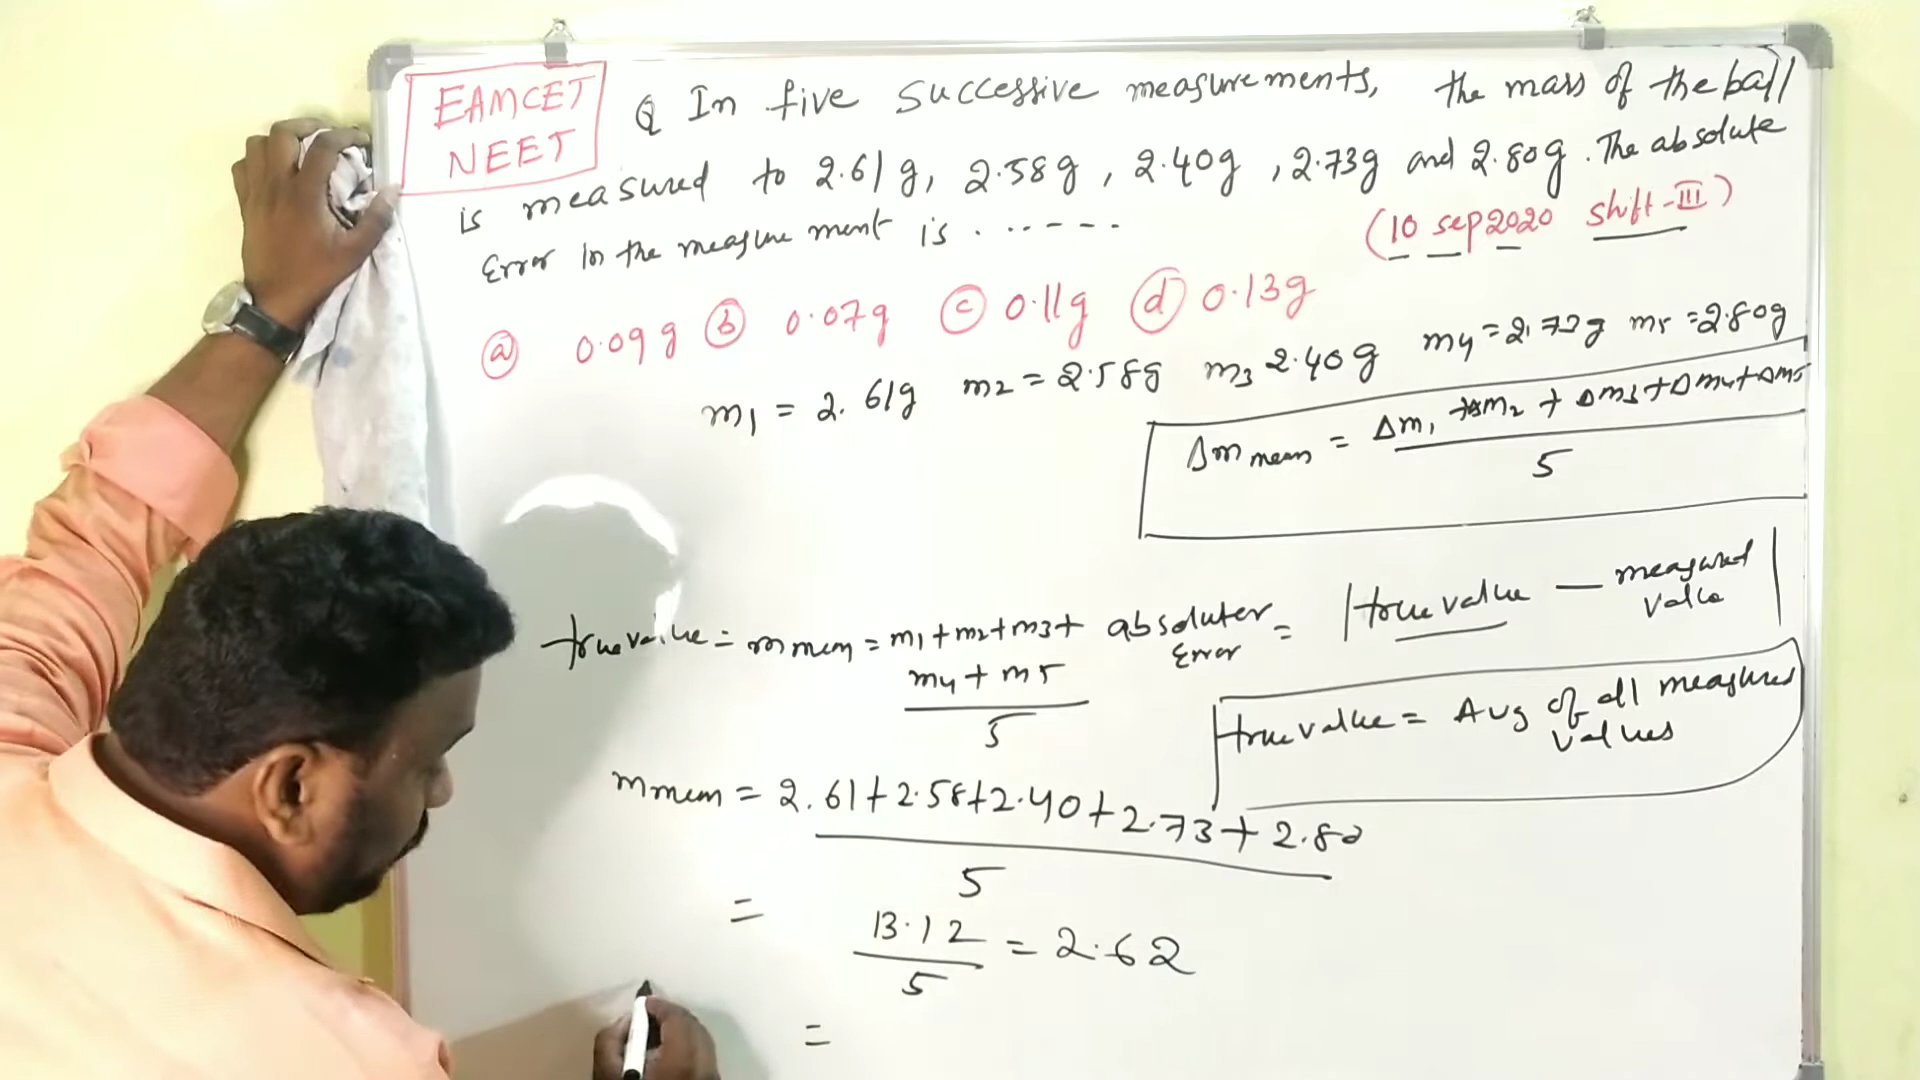 EAMCET
NEET
Q In five successive measurements, the mass of the ball
is measured to 2.61g, 2.58g, 2.40g, 2.73g and 2.80g. The absolute
Error in the measurement is . .. - - - -
(10 sep 2020 shift-III)
ⓐ 0.09g ⓑ 0.07g ⓒ 0.11g ⓓ 0.13g
m1 = 2.61g m2 = 2.58g m3 2.40g m4 = 2.73g m5 = 2.80g
Δm mean = Δm1 + Δm2 + Δm3 + Δm4 + Δm5
5
true value = m mean = m1 + m2 + m3 +
m4 + m5
5
absoluter
Error
= | true value — measured
value |
true value = Avg of all measured
values
m mean = 2.61 + 2.58 + 2.40 + 2.73 + 2.80
5
= 13.12 = 2.62
5
=